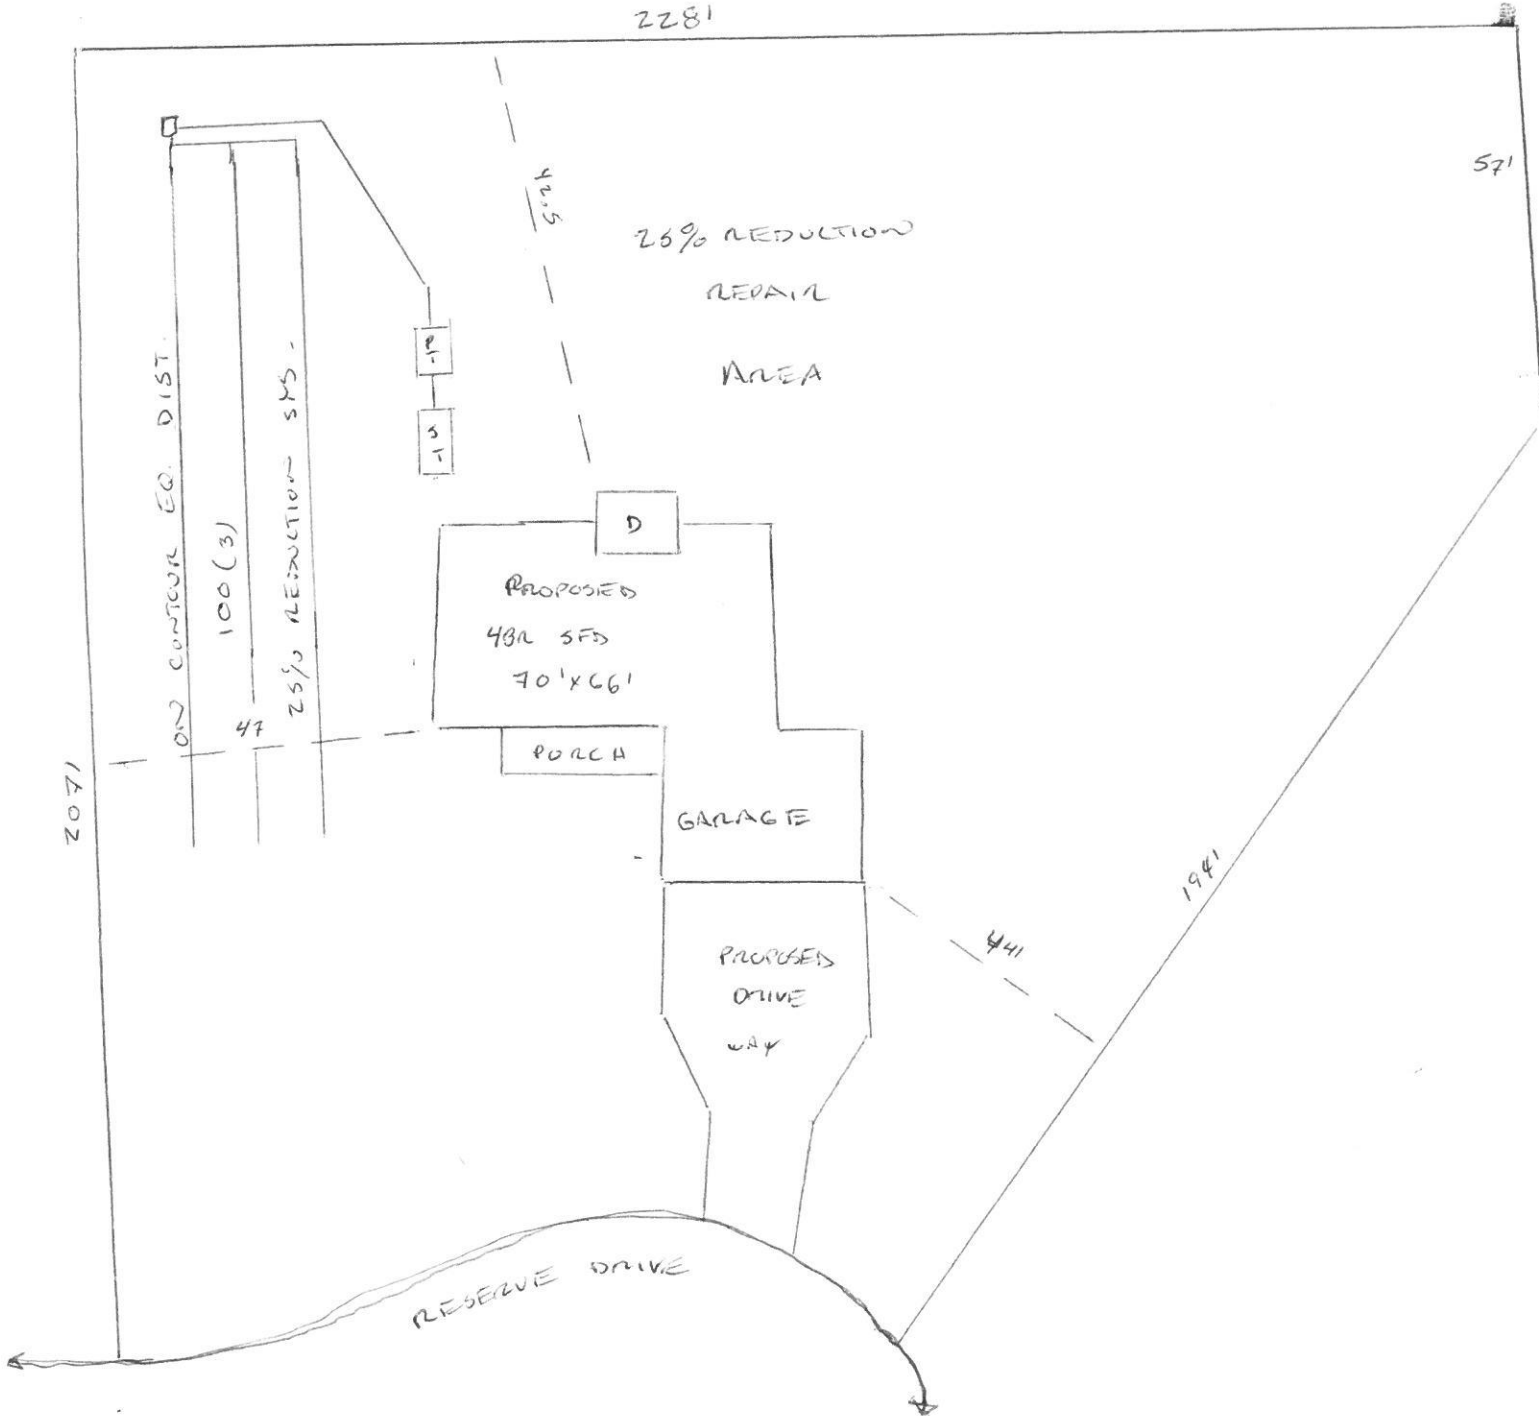 228'
57'
42.5
25% REDUCTION
REPAIR
AREA
ON CONTOUR EQ. DIST.
100(3)
25% REDUCTION SYS.
D
PROPOSED
4BR SFD
70'x66'
47
PORCH
207'
GARAGE
194'
44'
PROPOSED
DRIVE
WAY
RESERVE DRIVE